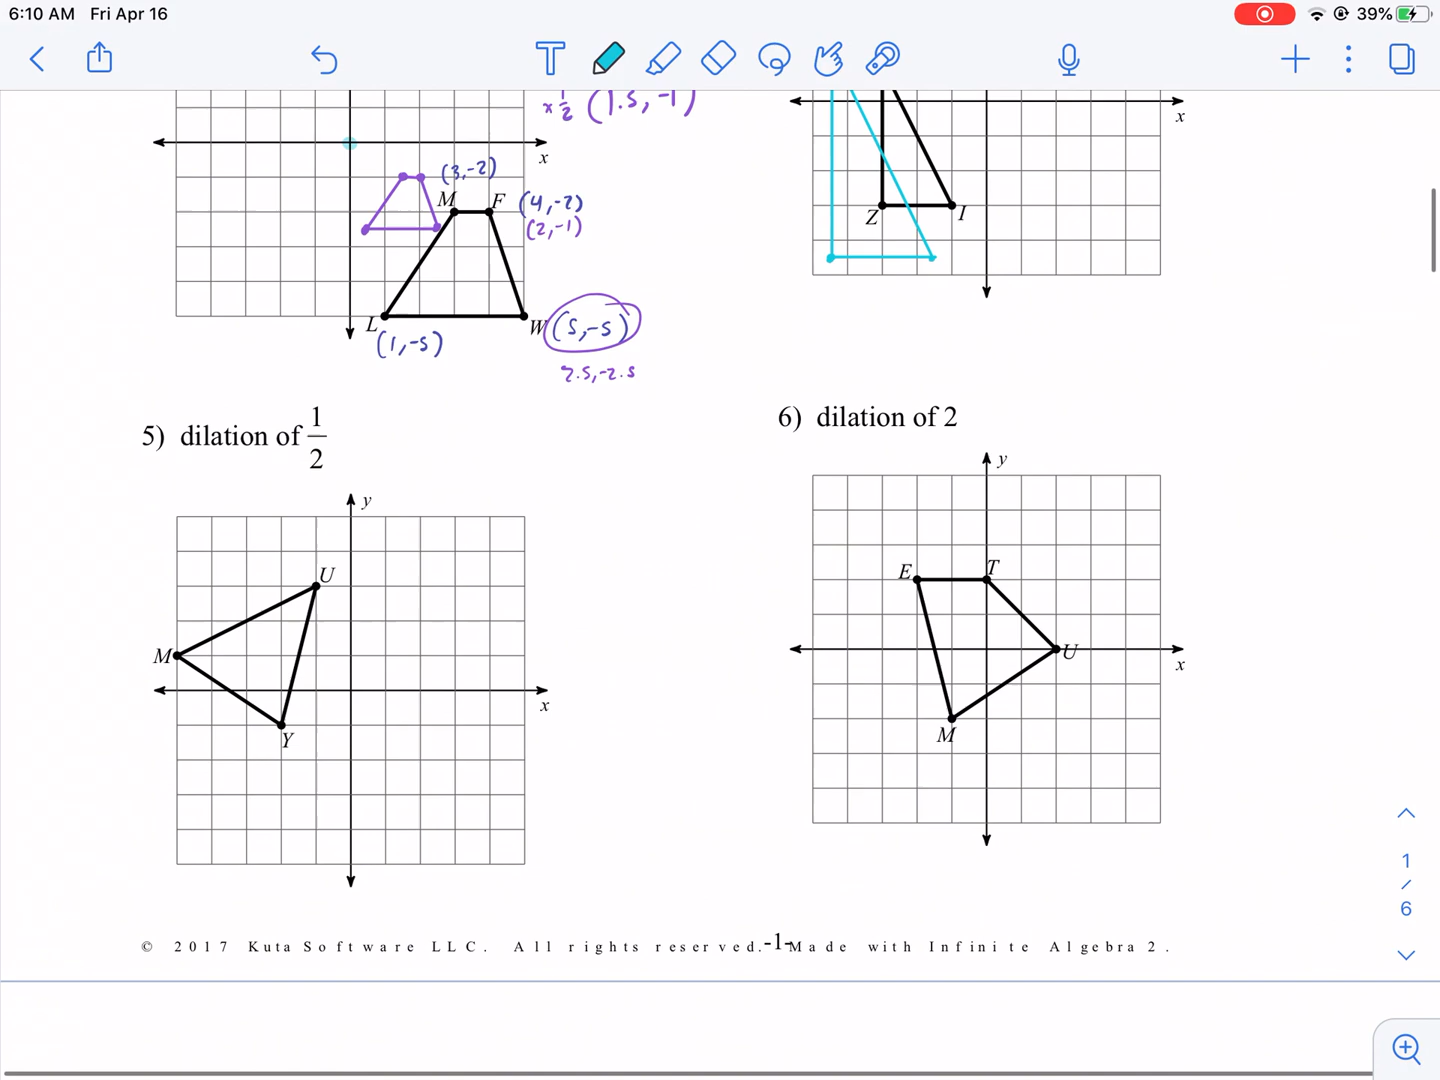 6:10 AM Fri Apr 16
39%
T
x 1/2 (1.5, -1)
x
x
(3,-2)
M F (4,-2)
(2,-1)
Z I
L W (5,-5)
(1,-5)
2.5,-2.5
5) dilation of 1/2
6) dilation of 2
y
y
U
E T
M
U
x
x
Y
M
1
/
6
© 2017 Kuta Software LLC. All rights reserved. -1- Made with Infinite Algebra 2.